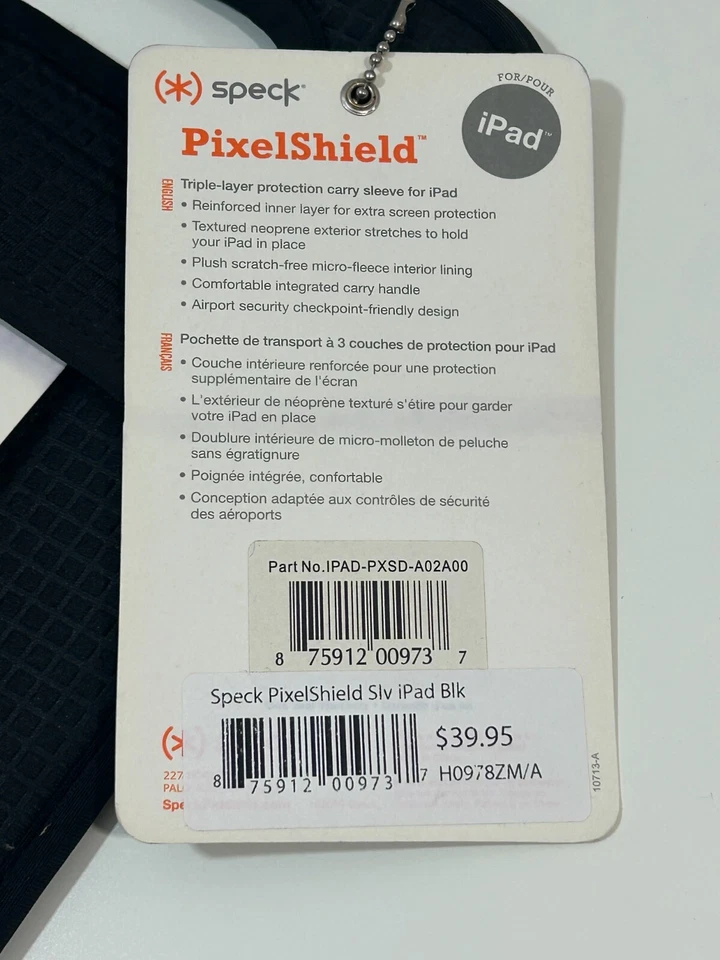 (*) speck®
FOR/POUR
iPad™
PixelShield™
ENGLISH
Triple-layer protection carry sleeve for iPad
• Reinforced inner layer for extra screen protection
• Textured neoprene exterior stretches to hold
your iPad in place
• Plush scratch-free micro-fleece interior lining
• Comfortable integrated carry handle
• Airport security checkpoint-friendly design
FRANÇAIS
Pochette de transport à 3 couches de protection pour iPad
• Couche intérieure renforcée pour une protection
supplémentaire de l'écran
• L'extérieur de néoprène texturé s'étire pour garder
votre iPad en place
• Doublure intérieure de micro-molleton de peluche
sans égratignure
• Poignée intégrée, confortable
• Conception adaptée aux contrôles de sécurité
des aéroports
Part No.IPAD-PXSD-A02A00
8 75912 00973 7
Speck PixelShield Slv iPad Blk
$39.95
8 75912 00973 7
H0978ZM/A
227
PAL
Spe
10713-A